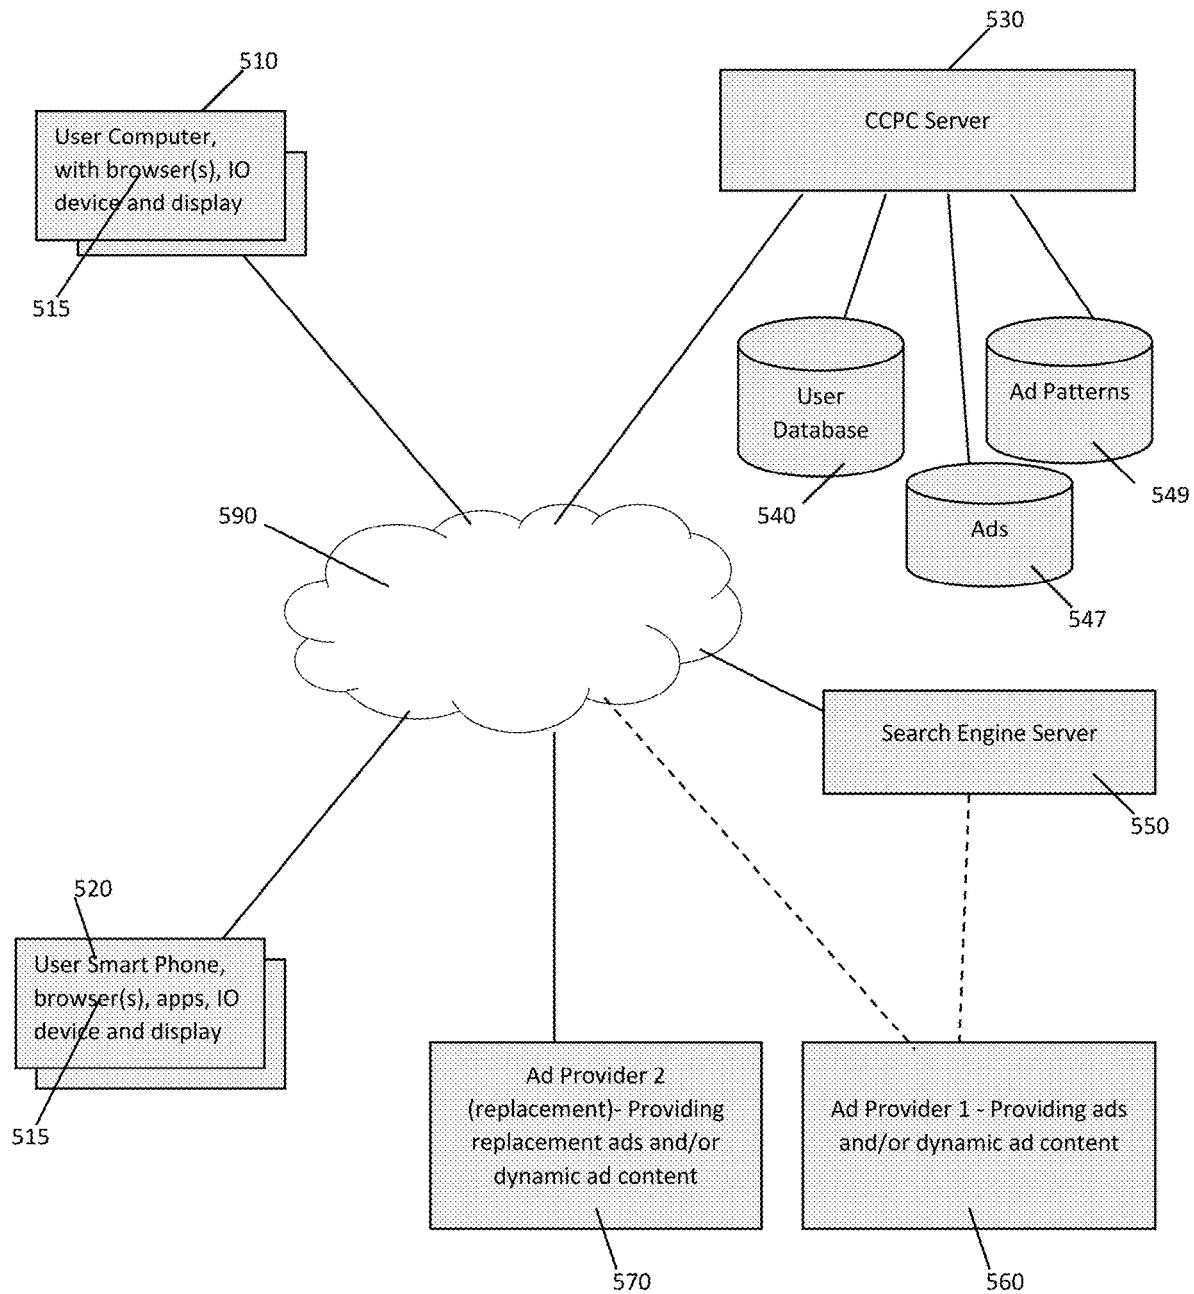 530
510
User Computer,
with browser(s), IO
device and display
CCPC Server
515
User
Database
Ad Patterns
540
549
590
Ads
547
Search Engine Server
550
520
User Smart Phone,
browser(s), apps, IO
device and display
515
Ad Provider 2
(replacement)- Providing
replacement ads and/or
dynamic ad content
Ad Provider 1 - Providing ads
and/or dynamic ad content
570
560